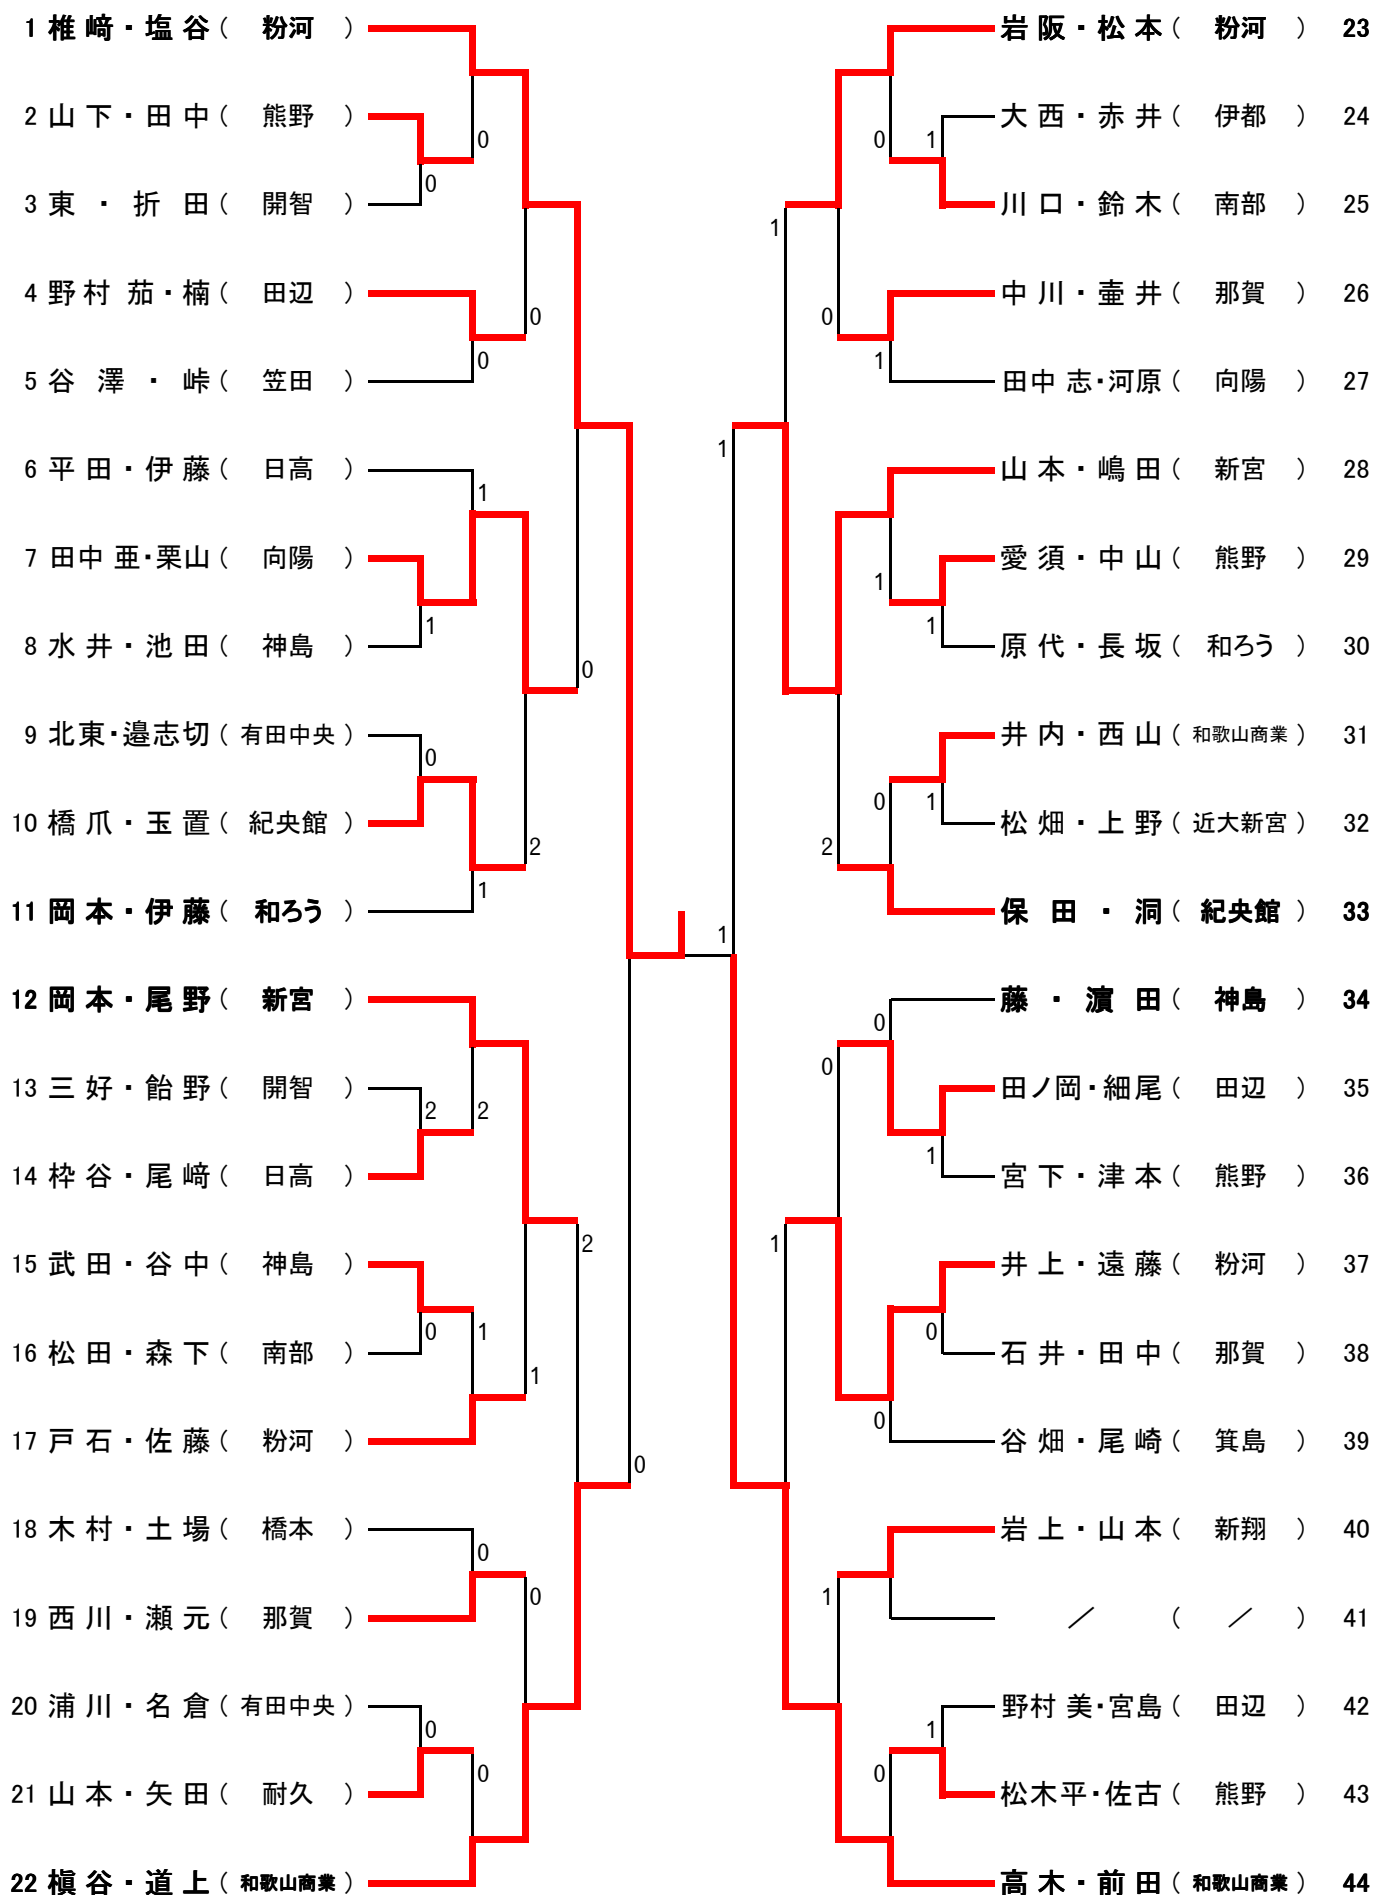 1 椎﨑・塩谷（ 粉河 ）
2 山下・田中（ 熊野 ）
0
0
3 東・折田（ 開智 ）
4 野村 茄・楠（ 田辺 ）
0
0
5 谷澤・峠（ 笠田 ）
6 平田・伊藤（ 日高 ）
1
7 田中 亜・栗山（ 向陽 ）
1
8 水井・池田（ 神島 ）
0
9 北東・邉志切（ 有田中央 ）
0
10 橋爪・玉置（ 紀央館 ）
2
1
11 岡本・伊藤（ 和ろう ）
1
12 岡本・尾野（ 新宮 ）
13 三好・飴野（ 開智 ）
2
2
14 枠谷・尾﨑（ 日高 ）
2
15 武田・谷中（ 神島 ）
0
1
16 松田・森下（ 南部 ）
1
17 戸石・佐藤（ 粉河 ）
0
18 木村・土場（ 橋本 ）
0
0
19 西川・瀬元（ 那賀 ）
20 浦川・名倉（ 有田中央 ）
0
0
21 山本・矢田（ 耐久 ）
22 槇谷・道上（ 和歌山商業 ）
岩阪・松本（ 粉河 ） 23
大西・赤井（ 伊都 ） 24
0
1
川口・鈴木（ 南部 ） 25
1
中川・壷井（ 那賀 ） 26
0
1
田中 志・河原（ 向陽 ） 27
1
山本・嶋田（ 新宮 ） 28
愛須・中山（ 熊野 ） 29
1
1
原代・長坂（ 和ろう ） 30
井内・西山（ 和歌山商業 ） 31
0
1
松畑・上野（ 近大新宮 ） 32
2
保田・洞（ 紀央館 ） 33
藤・濵田（ 神島 ） 34
0
0
田ノ岡・細尾（ 田辺 ） 35
1
宮下・津本（ 熊野 ） 36
1
井上・遠藤（ 粉河 ） 37
0
石井・田中（ 那賀 ） 38
0
谷畑・尾崎（ 箕島 ） 39
岩上・山本（ 新翔 ） 40
1
／ （ ／ ） 41
野村 美・宮島（ 田辺 ） 42
1
0
松木平・佐古（ 熊野 ） 43
高木・前田（ 和歌山商業 ） 44